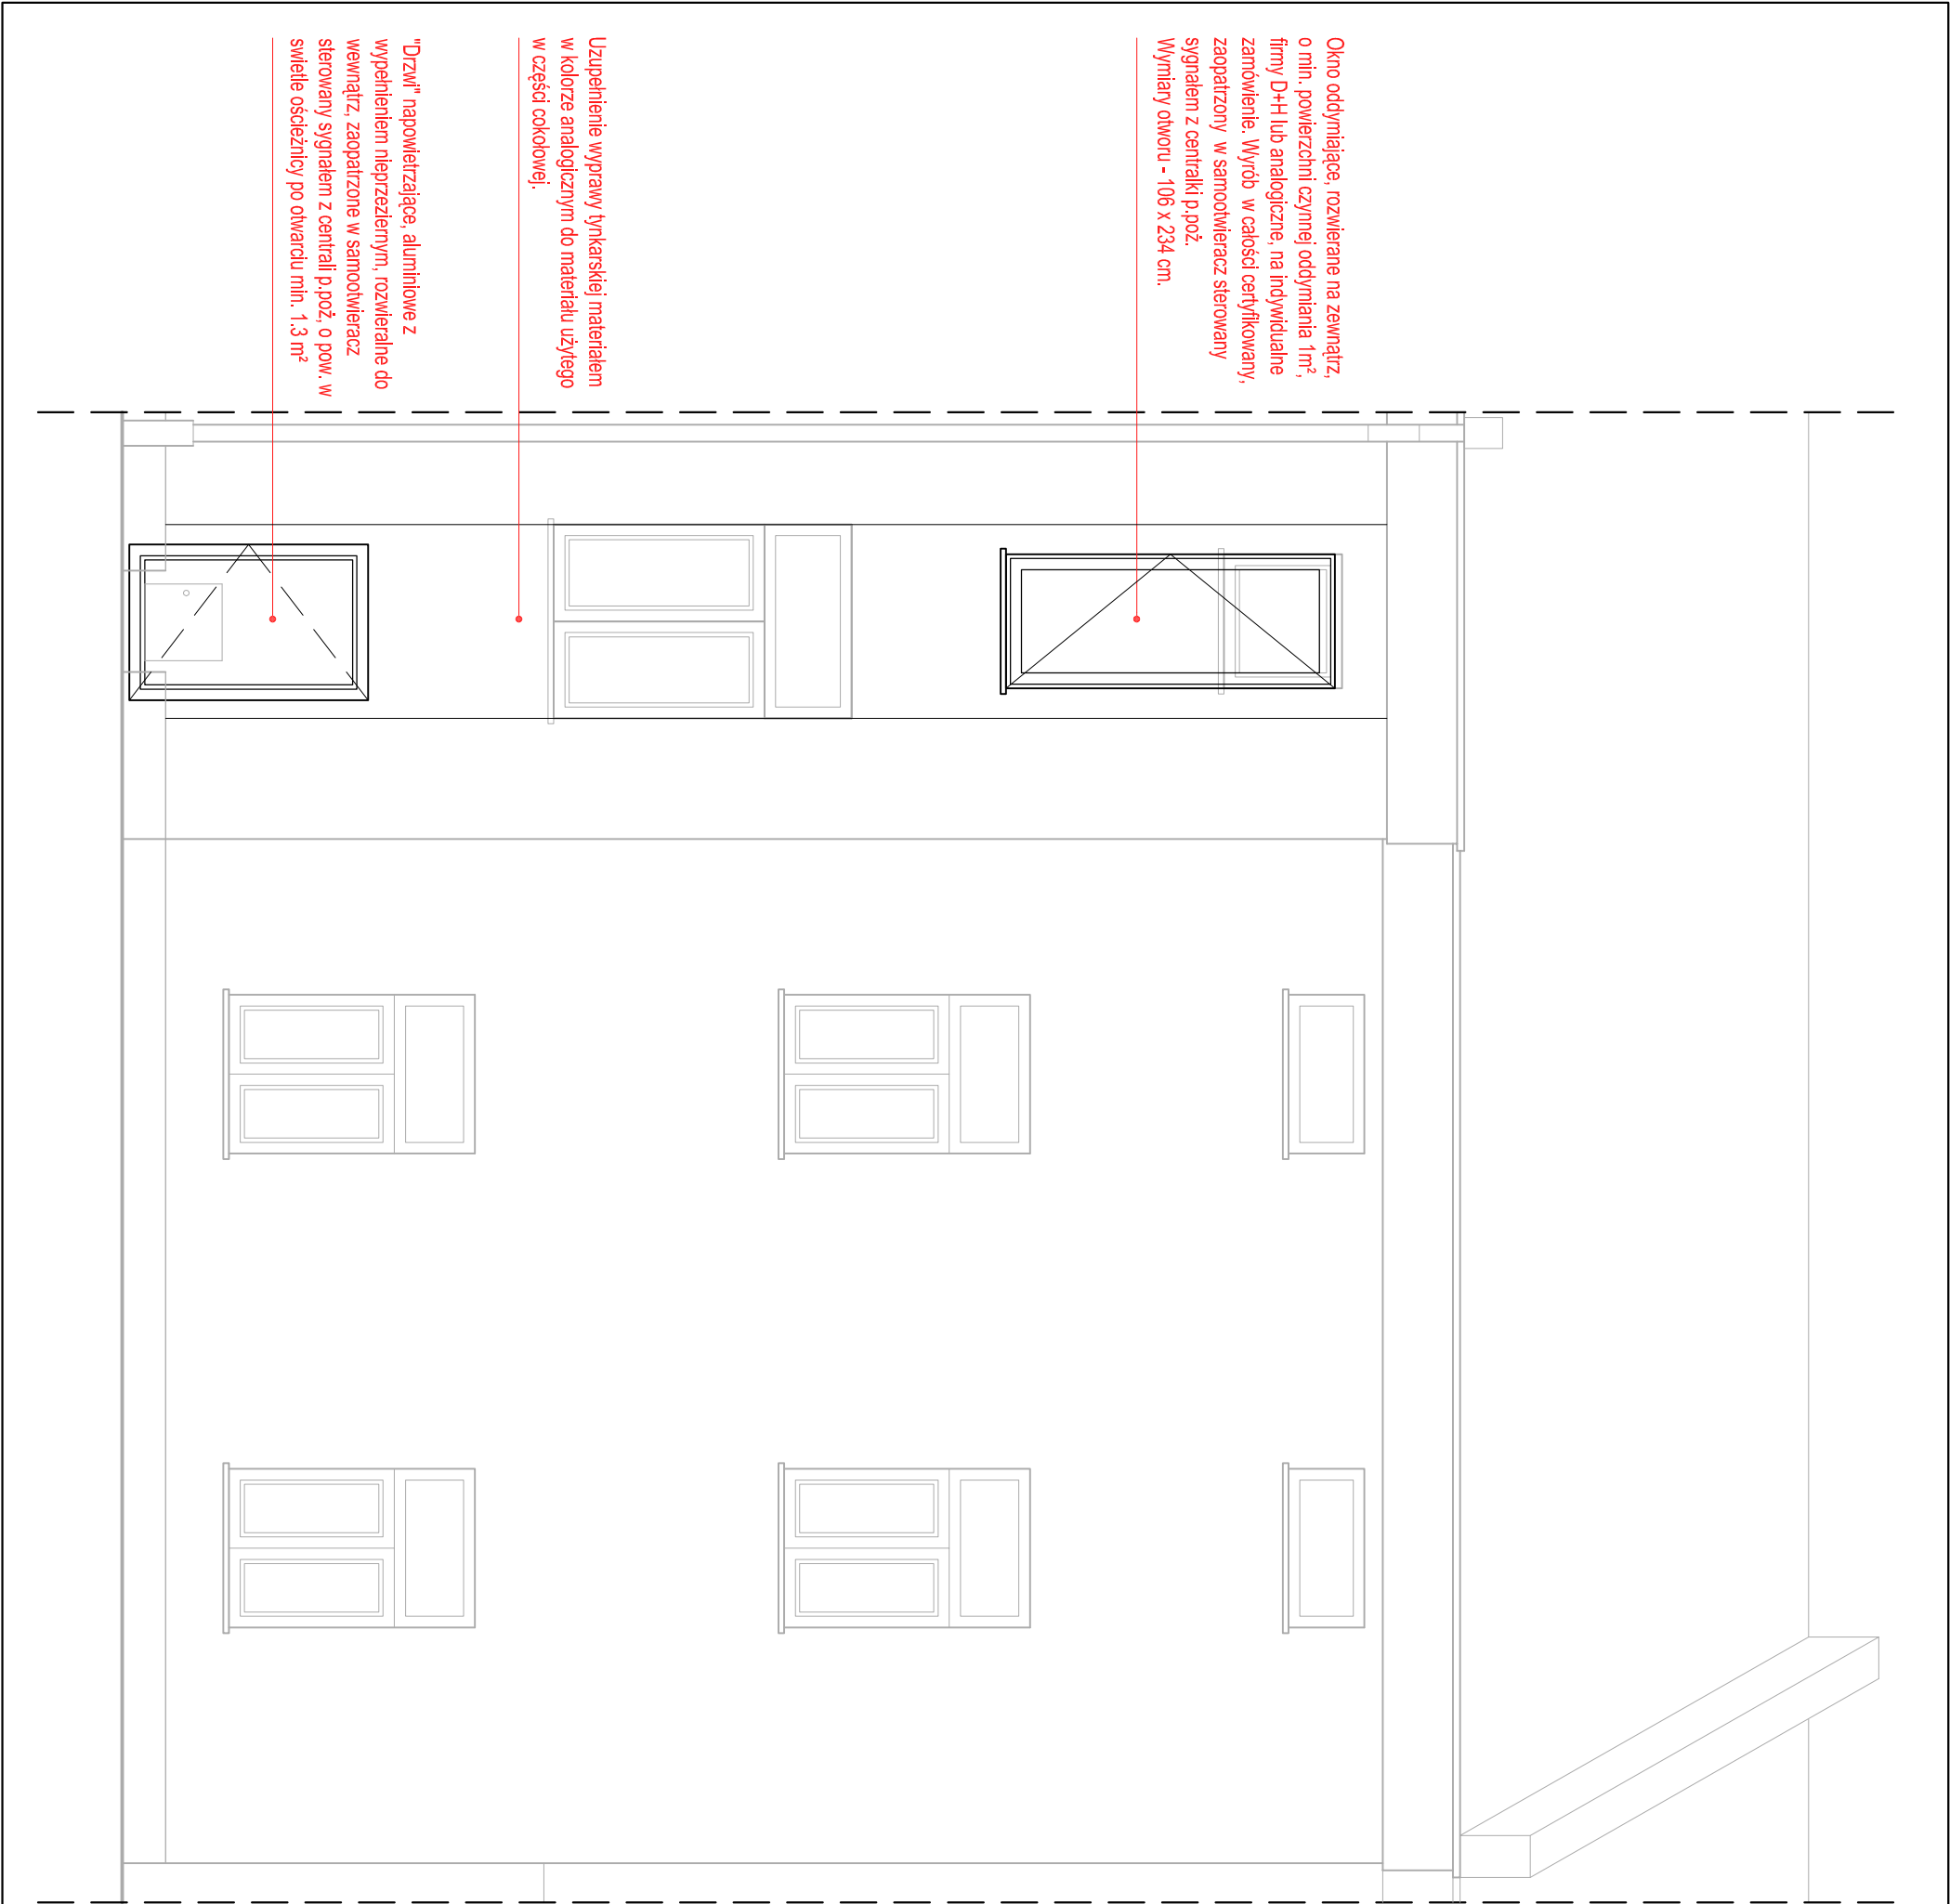 Okno oddymiające, rozwierane na zewnątrz,
o min. powierzchni czynnej oddymiania 1m²,
firmy D+H lub analogiczne, na indywidualne
zamówienie. Wyrób w całości certyfikowany,
zaopatrzony w samootwieracz sterowany
sygnałem z centralki p.poż.
Wymiary otworu - 106 x 234 cm.
Uzupełnienie wyprawy tynkarskiej materiałem
w kolorze analogicznym do materiału użytego
w części cokołowej.
"Drzwi" napowietrzające, aluminiowe z
wypełnieniem nieprzeziernym, rozwieralne do
wewnątrz, zaopatrzone w samootwieracz
sterowany sygnałem z centrali p.poż, o pow. w
swietle ościeżnicy po otwarciu min. 1.3 m²